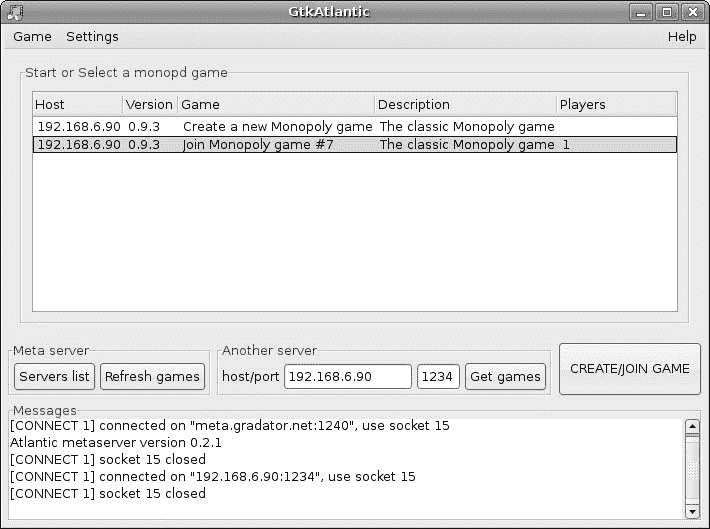 GtkAtlantic
Game Settings Help
Start or Select a monopd game
Host Version Game Description Players
192.168.6.90 0.9.3 Create a new Monopoly game The classic Monopoly game
192.168.6.90 0.9.3 Join Monopoly game #7 The classic Monopoly game 1
Meta server
Servers list Refresh games
Another server
host/port 192.168.6.90 1234 Get games
CREATE/JOIN GAME
Messages
[CONNECT 1] connected on "meta.gradator.net:1240", use socket 15
Atlantic metaserver version 0.2.1
[CONNECT 1] socket 15 closed
[CONNECT 1] connected on "192.168.6.90:1234", use socket 15
[CONNECT 1] socket 15 closed